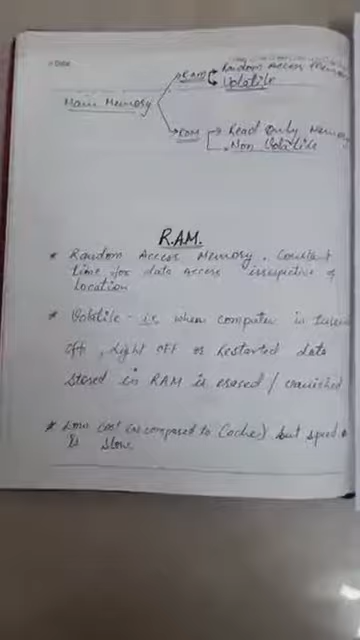 Date
RAM → Random Access Memory
Volatile
Main Memory
ROM → Read Only Memory
Non Volatile
R.A.M.
* Random Access Memory. Constant
time for data access irrespective of
location
* Volatile - i.e. when computer is turned
off, light off or Restarted data
stored in RAM is erased / vanished
* Low cost (as compared to Cache) but speed
is slow.